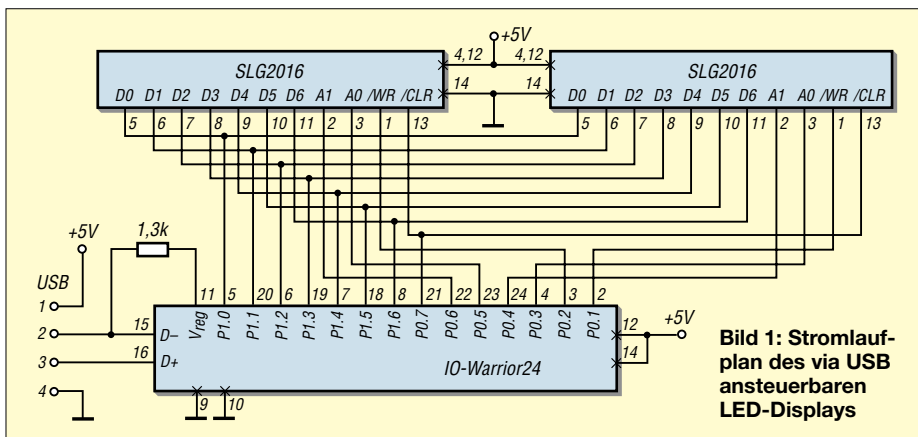 +5V
4,12 4,12
SLG2016 SLG2016
14 14
D0 D1 D2 D3 D4 D5 D6 A1 A0 /WR /CLR D0 D1 D2 D3 D4 D5 D6 A1 A0 /WR /CLR
5 6 7 8 9 10 11 2 3 1 13 5 6 7 8 9 10 11 2 3 1 13
+5V 1,3k
USB
1
11 5 20 6 19 7 18 8 21 22 23 24 4 3 2
Vreg P1.0 P1.1 P1.2 P1.3 P1.4 P1.5 P1.6 P0.7 P0.6 P0.5 P0.4 P0.3 P0.2 P0.1
2 15 D– 12 +5V
3 16 D+ IO-Warrior24 14
4 9 10
Bild 1: Stromlauf-
plan des via USB
ansteuerbaren
LED-Displays